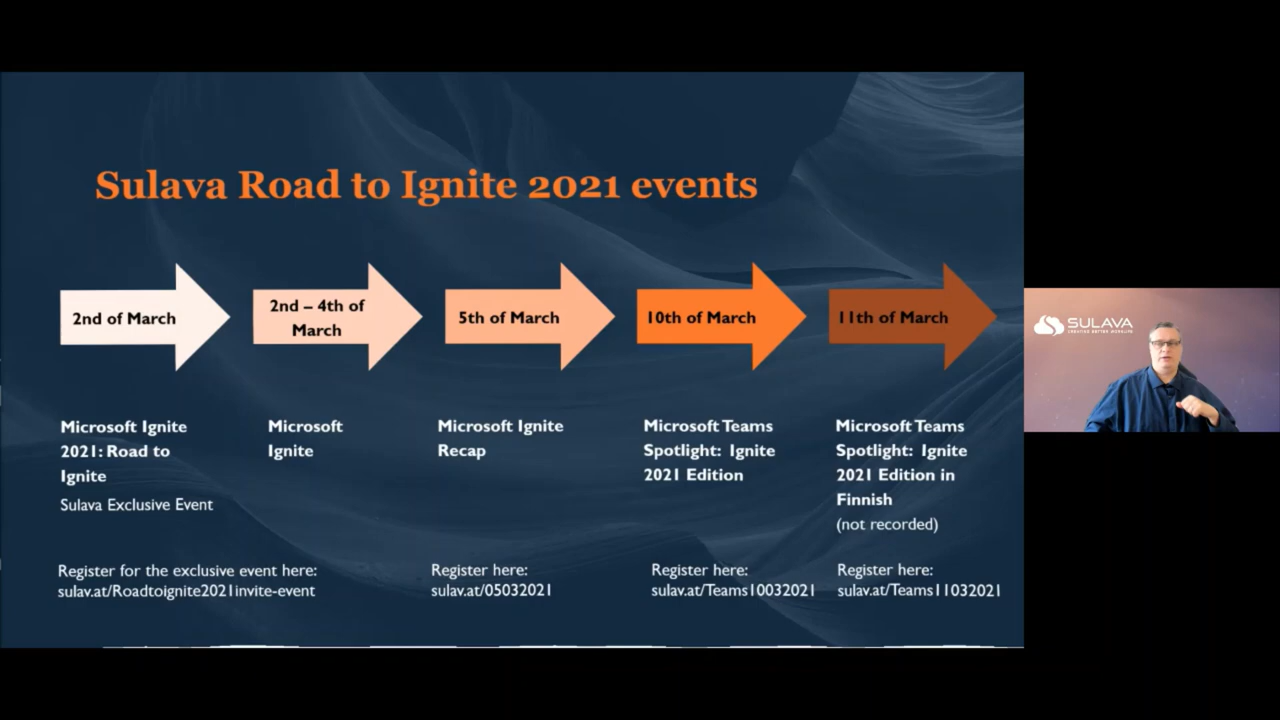 Sulava Road to Ignite 2021 events
2nd of March
2nd – 4th of
March
5th of March
10th of March
11th of March
Microsoft Ignite
2021: Road to
Ignite
Sulava Exclusive Event
Microsoft
Ignite
Microsoft Ignite
Recap
Microsoft Teams
Spotlight: Ignite
2021 Edition
Microsoft Teams
Spotlight: Ignite
2021 Edition in
Finnish
(not recorded)
Register for the exclusive event here:
sulav.at/Roadtoignite2021invite-event
Register here:
sulav.at/05032021
Register here:
sulav.at/Teams10032021
Register here:
sulav.at/Teams11032021
SULAVA